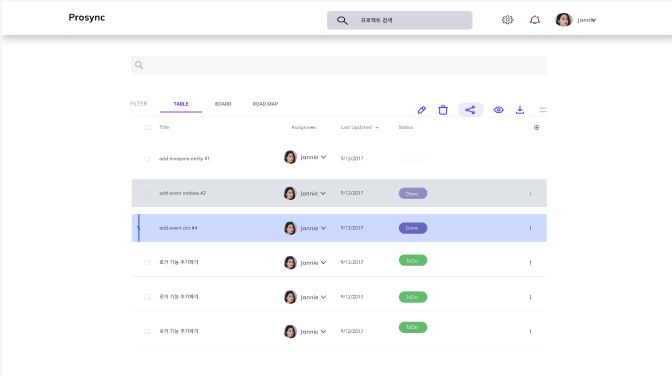 Prosync
프로젝트 검색
Jannie
FILTER TABLE BOARD ROAD MAP
Title Assignees Last Updated Status
add timezone entity #1 Jannie 9/12/2017
add event entities #2 Jannie 9/12/2017 Done
add event dto #4 Jannie 9/12/2017 Done
로거 기능 추가하기 Jannie 9/12/2017 ToDo
로거 기능 추가하기 Jannie 9/12/2017 ToDo
로거 기능 추가하기 Jannie 9/12/2017 ToDo